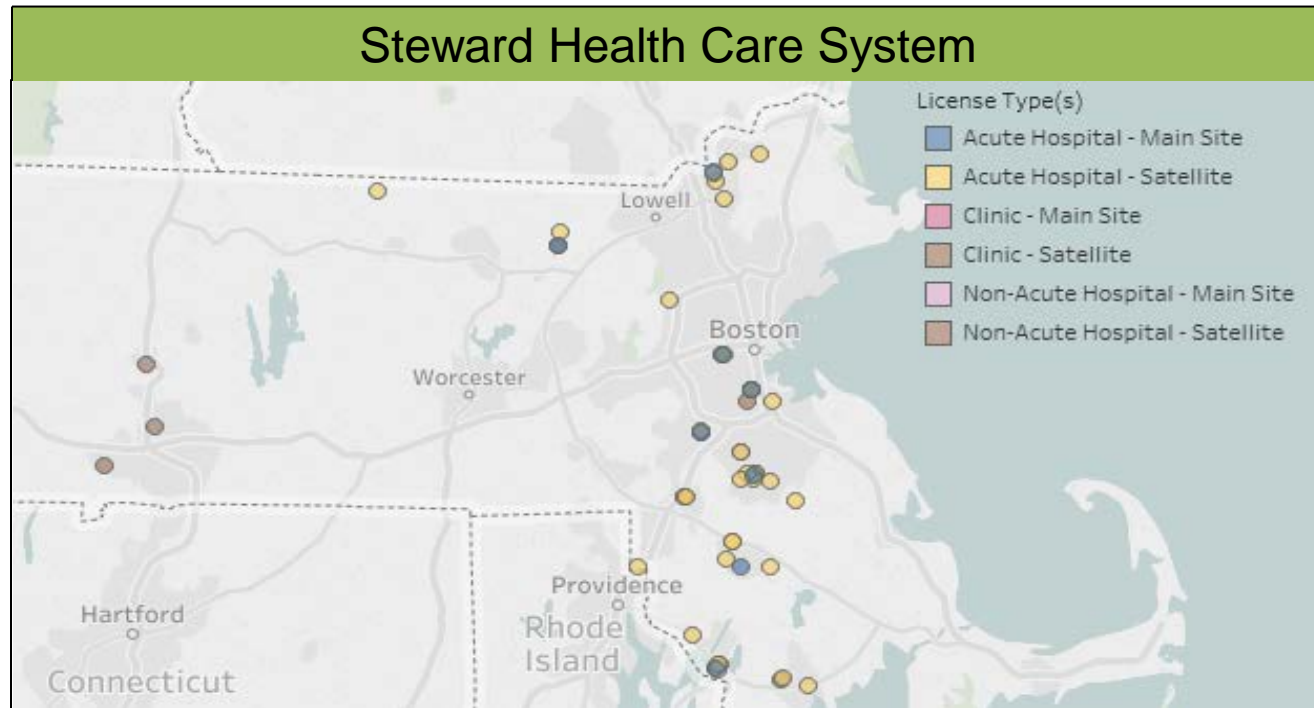 Steward Health Care System
License Type(s)
Acute Hospital - Main Site
Acute Hospital - Satellite
Clinic - Main Site
Clinic - Satellite
Non-Acute Hospital - Main Site
Non-Acute Hospital - Satellite
Lowell
Boston
Worcester
Providence
Hartford
Rhode
Island
Connecticut